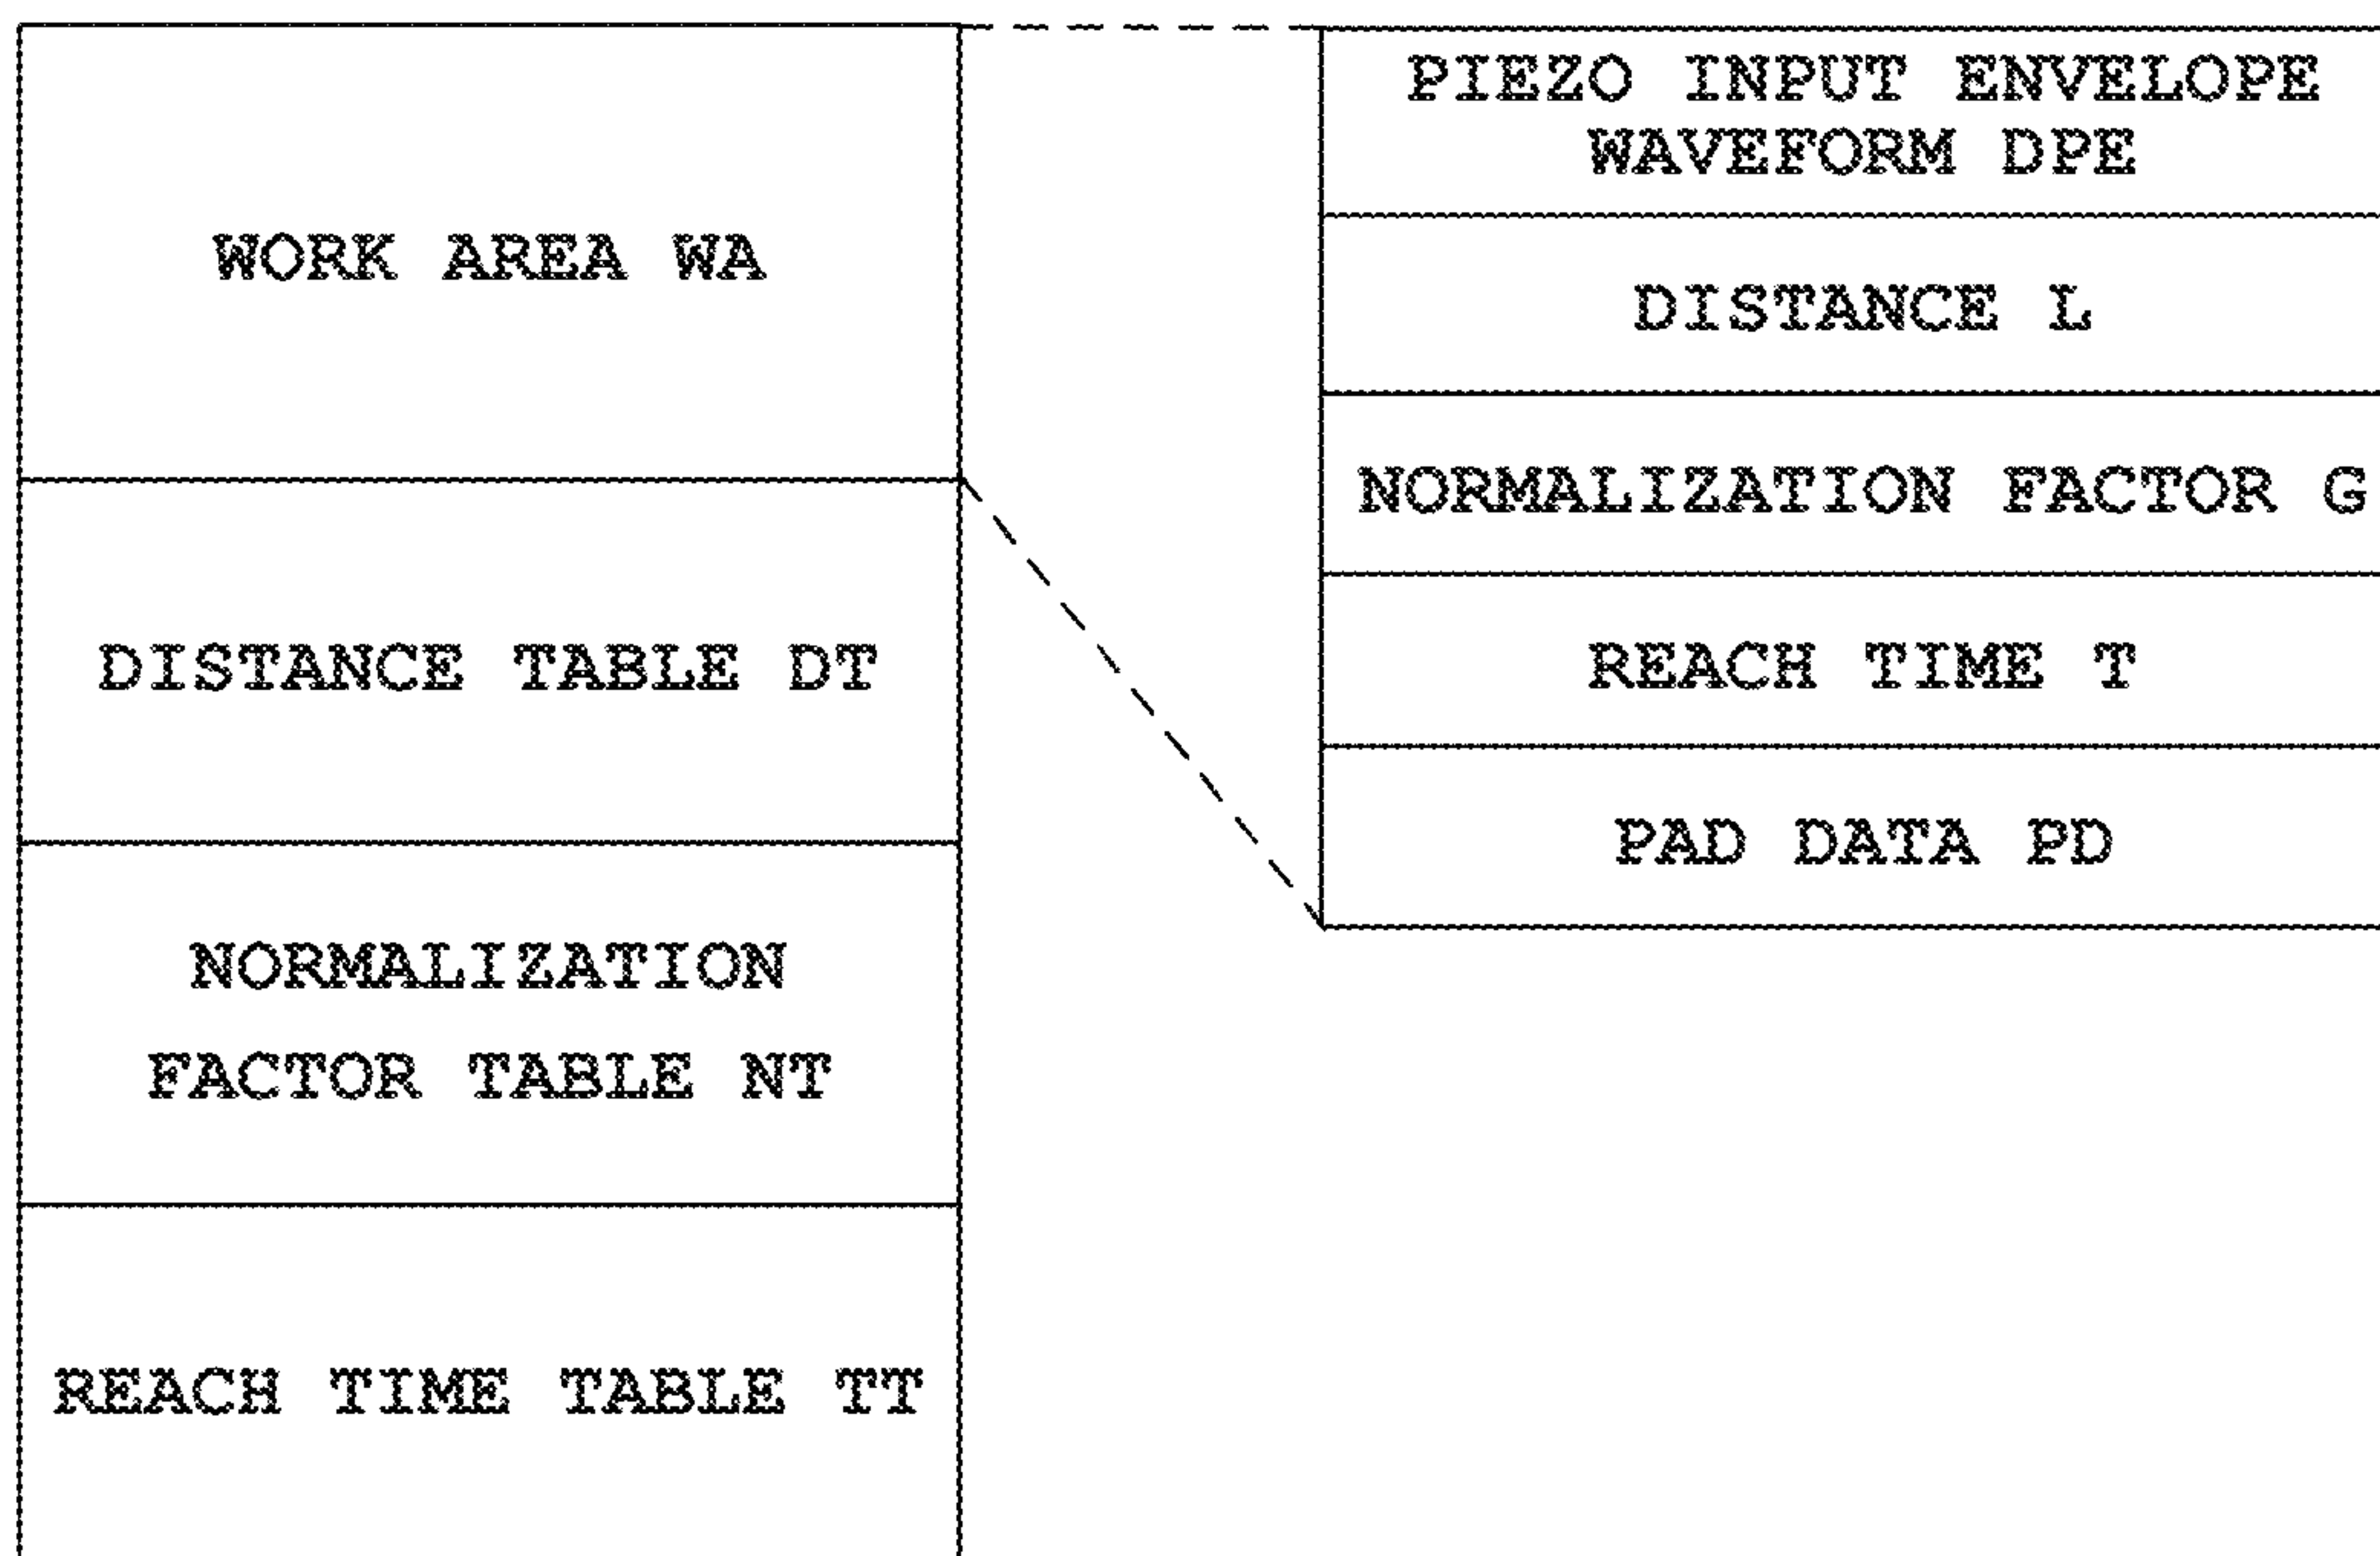 WORK AREA WA
DISTANCE TABLE DT
NORMALIZATION
FACTOR TABLE NT
REACH TIME TABLE TT
PIEZO INPUT ENVELOPE
WAVEFORM DPE
DISTANCE L
NORMALIZATION FACTOR G
REACH TIME T
PAD DATA PD